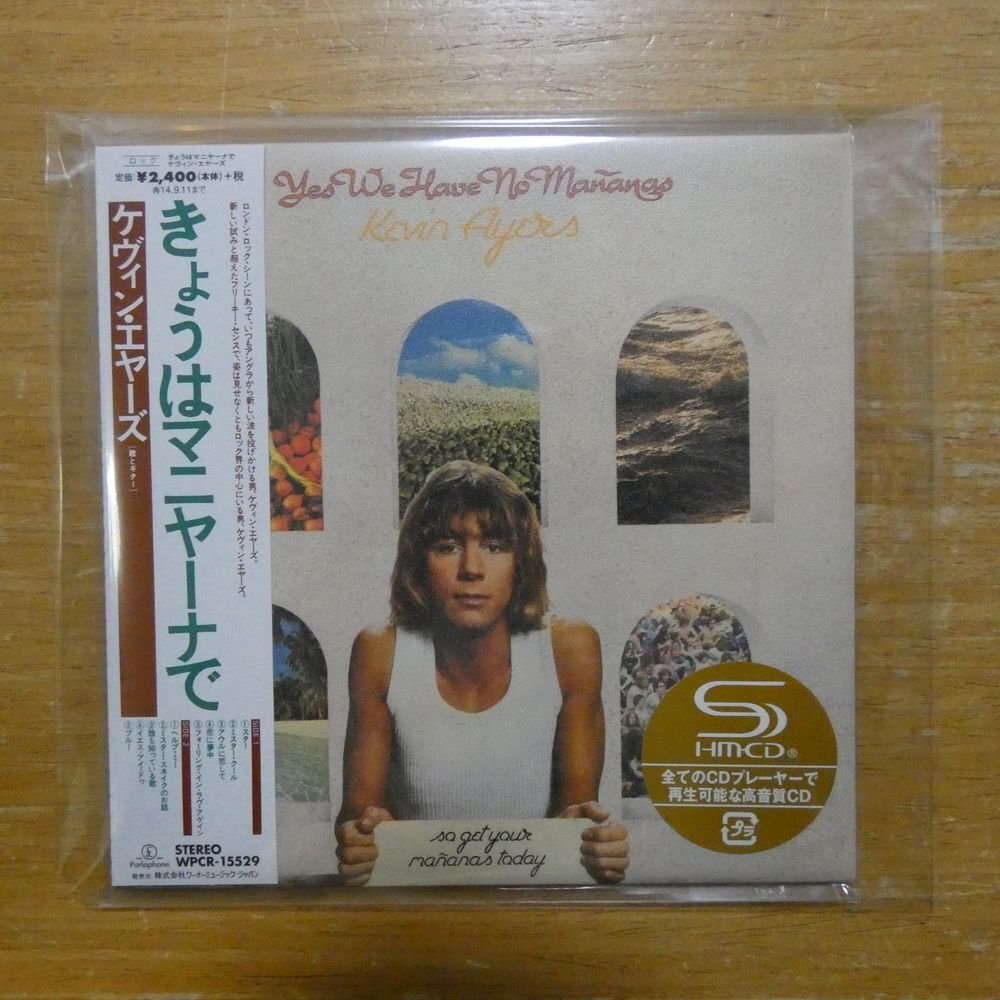 ロック
きょうはマニヤーナで
ケヴィン・エヤーズ
定価:¥2,400(本体)+税
14.9.11まで
きょうはマニヤーナで
ケヴィン・エヤーズ
[歌とギター]
ロンドン・ロック・シーンにあって、いつもアングラから新しい波を投げかける男、ケヴィン・エヤーズ。
新しい試みと超えたフリーキー・センスで、姿は見せなくともロック界の中心にいる男、ケヴィン・エヤーズ。
SIDE 1
①スター
②ミスター・クール
③アウルに恋して
④恋に夢中
⑤フォーリング・イン・ラヴ・アゲイン
SIDE 2
①ヘルプ・ミー
②ミスター・スネイクのお話
③誰も知っている歌
④イエス・アイ・ドゥ
⑤ブルー
Parlophone
STEREO
WPCR-15529
発売元 株式会社ワーナーミュージック・ジャパン
Yes We Have No Mañanas
Kevin Ayers
so get your
mañanas today
SHM-CD®
全てのCDプレーヤーで
再生可能な高音質CD
プラ